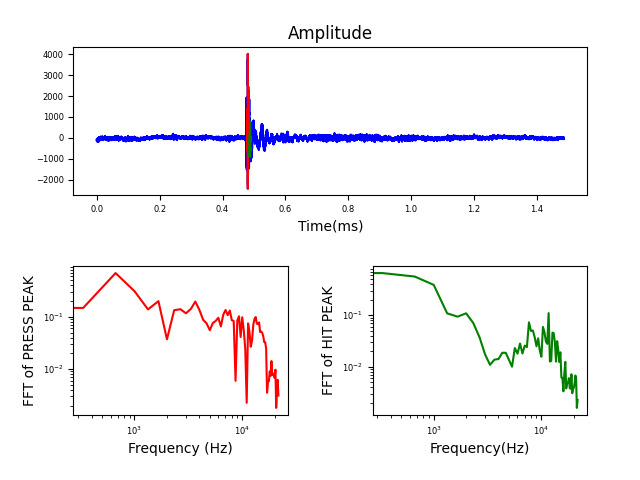 Amplitude
4000
3000
2000
1000
0
−1000
−2000
0.0 0.2 0.4 0.6 0.8 1.0 1.2 1.4
Time(ms)
FFT of PRESS PEAK
10⁻¹
10⁻²
10³ 10⁴
Frequency (Hz)
FFT of HIT PEAK
10⁻¹
10⁻²
10³ 10⁴
Frequency(Hz)